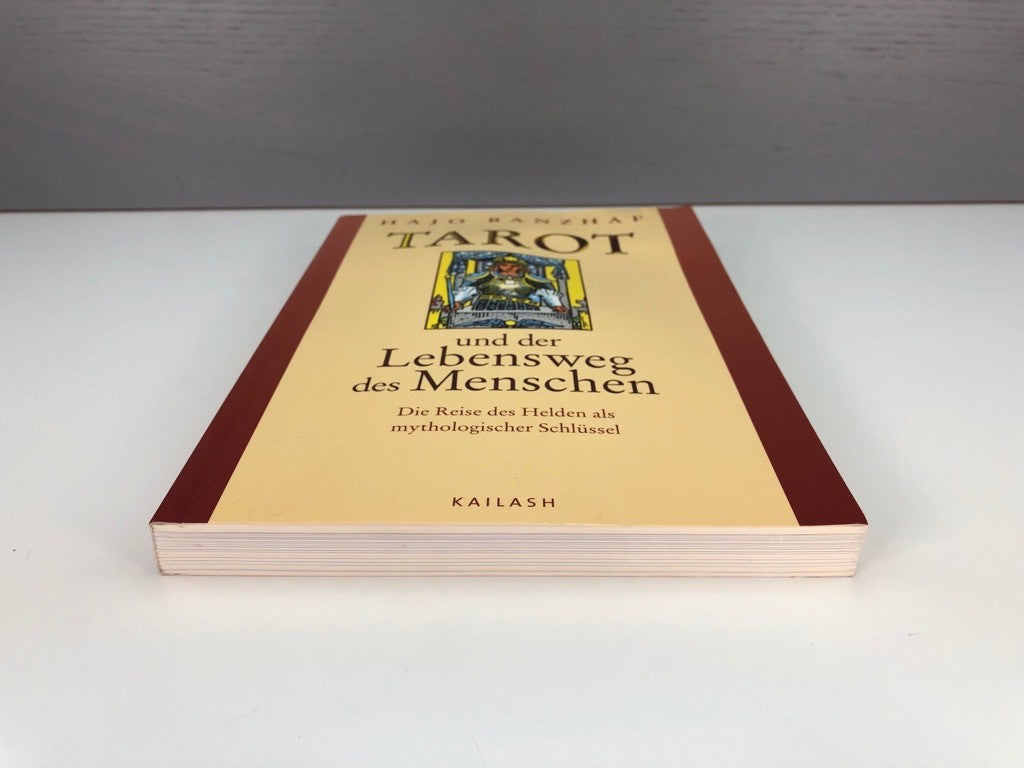 HAJO BANZHAF
TAROT
und der
Lebensweg
des Menschen
Die Reise des Helden als
mythologischer Schlüssel
KAILASH